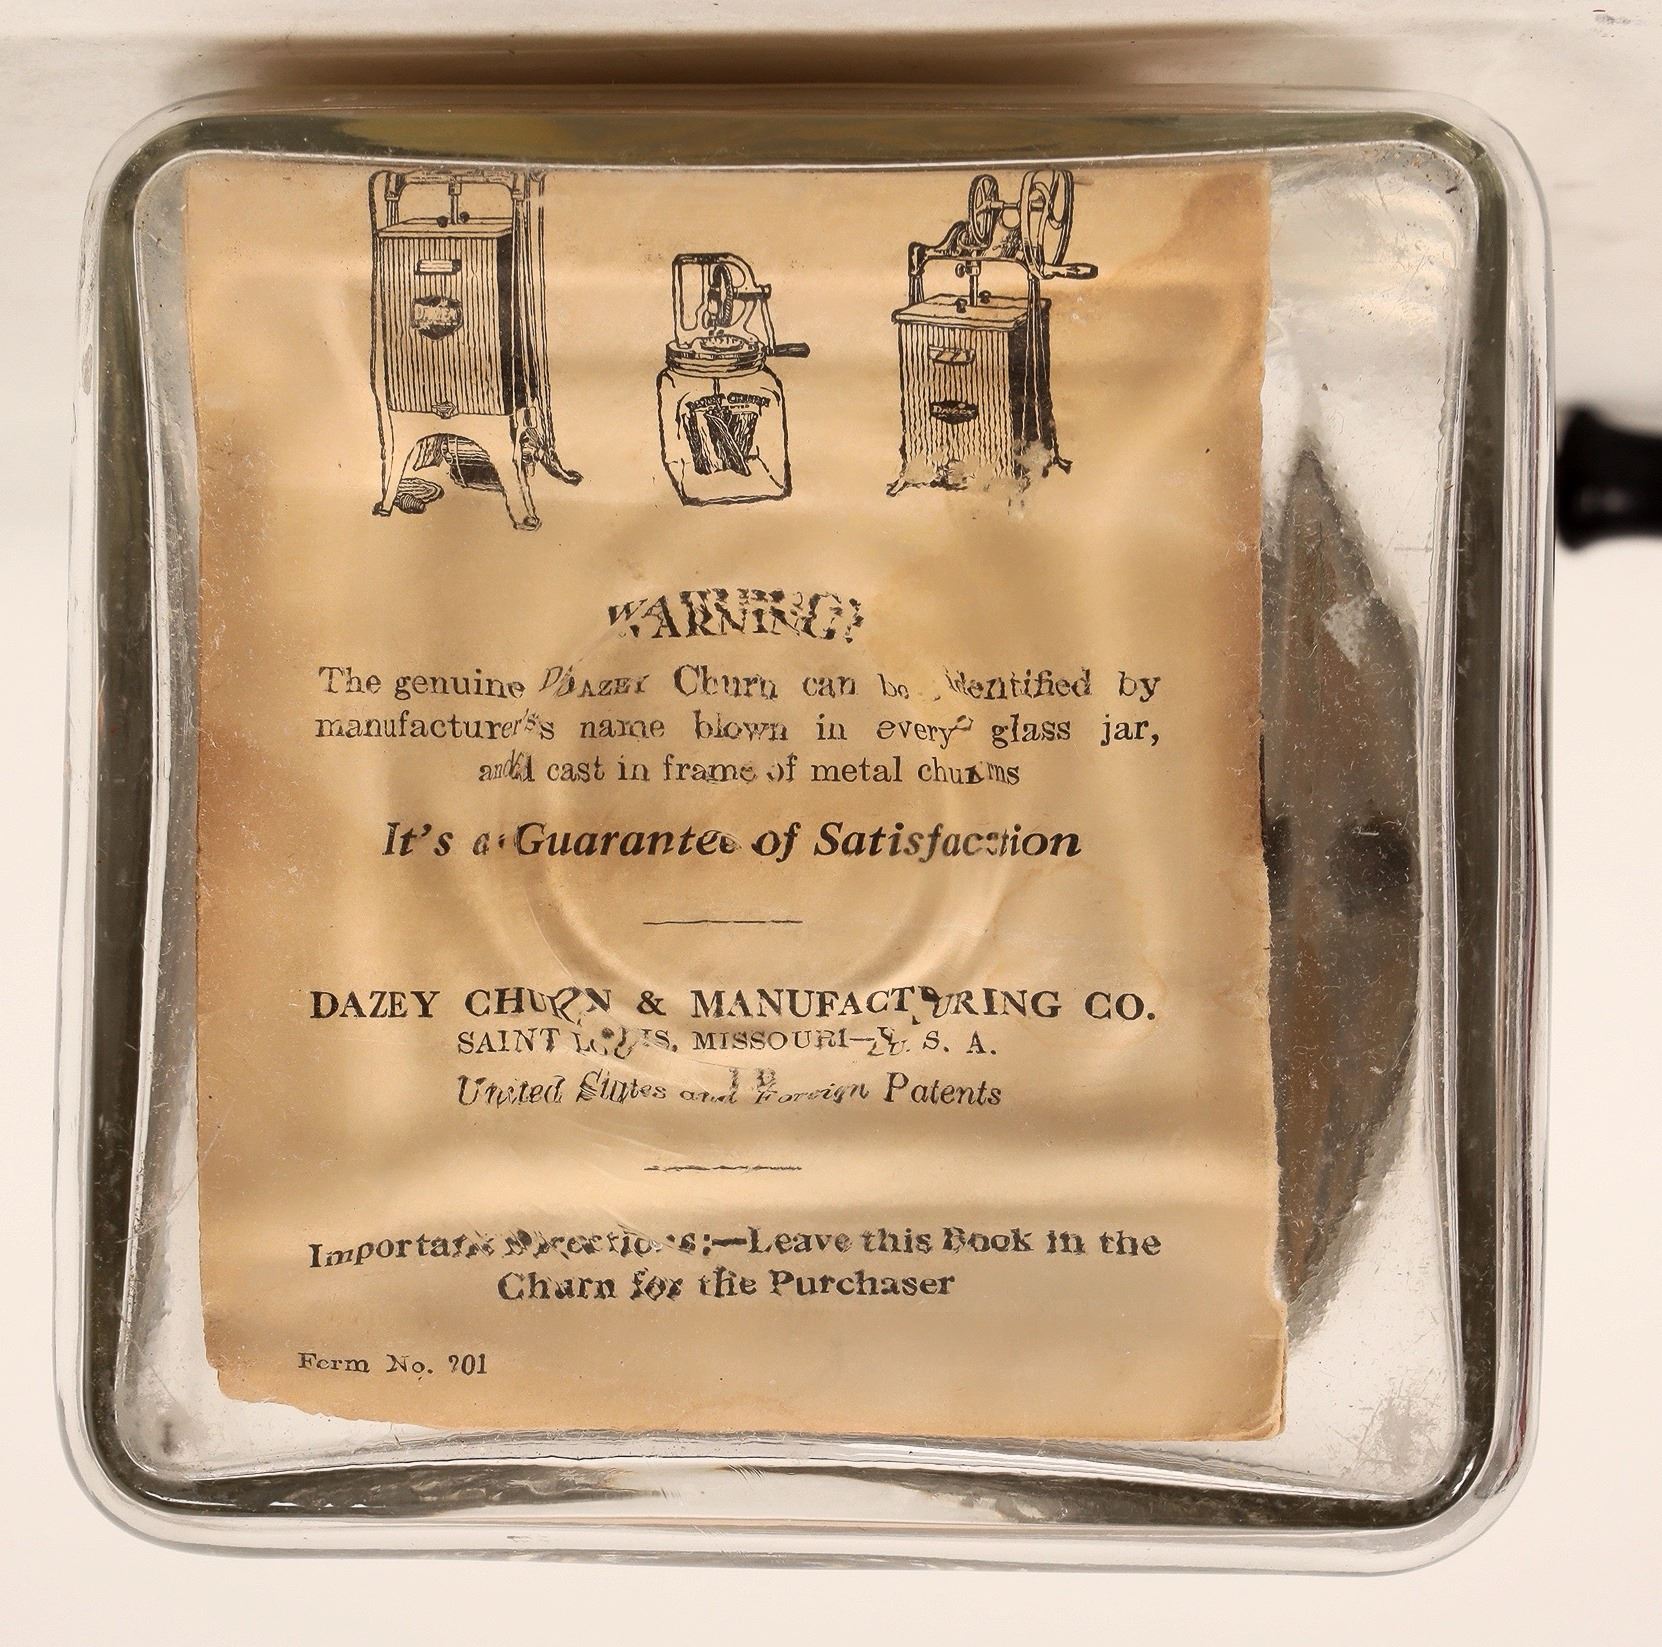 DAZEY
DAZEY
WARNING!
The genuine DAZEY Churn can be identified by
manufacturer's name blown in every glass jar,
and cast in frame of metal churns
It's a Guarantee of Satisfaction
DAZEY CHURN & MANUFACTURING CO.
SAINT LOUIS, MISSOURI—U. S. A.
United States and Foreign Patents
Important Directions:—Leave this Book in the
Churn for the Purchaser
Form No.